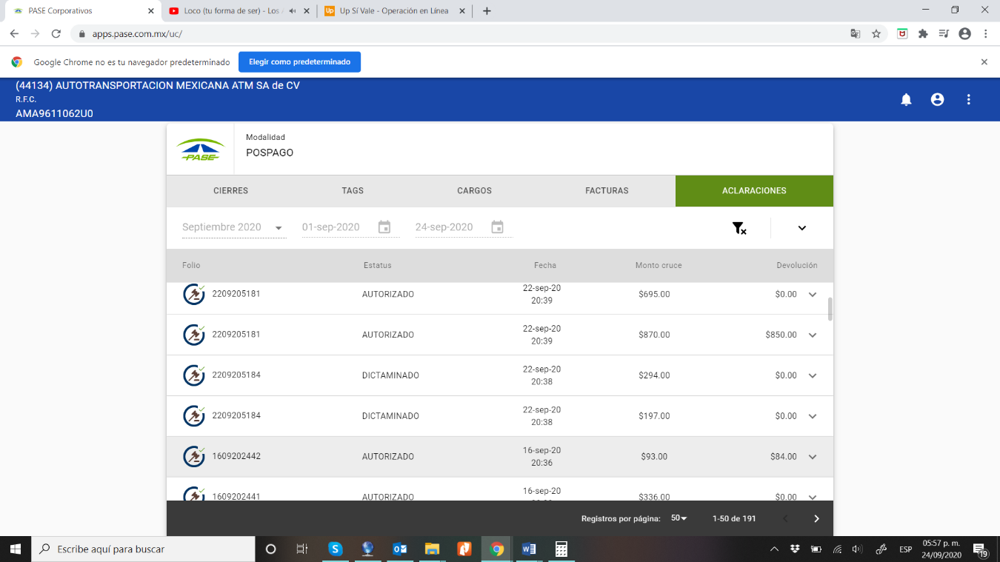 PASE Corporativos
Loco (tu forma de ser) - Los
Up Up Sí Vale - Operación en Línea
apps.pase.com.mx/uc/
Google Chrome no es tu navegador predeterminado Elegir como predeterminado
(44134) AUTOTRANSPORTACION MEXICANA ATM SA de CV
R.F.C.
AMA9611062U0
PASE
Modalidad
POSPAGO
CIERRES TAGS CARGOS FACTURAS ACLARACIONES
Septiembre 2020 01-sep-2020 24-sep-2020
Folio Estatus Fecha Monto cruce Devolución
2209205181 AUTORIZADO 22-sep-20 20:39 $695.00 $0.00
2209205181 AUTORIZADO 22-sep-20 20:39 $870.00 $850.00
2209205184 DICTAMINADO 22-sep-20 20:38 $294.00 $0.00
2209205184 DICTAMINADO 22-sep-20 20:38 $197.00 $0.00
1609202442 AUTORIZADO 16-sep-20 20:36 $93.00 $84.00
1609202441 AUTORIZADO 16-sep-20 $336.00 $0.00
Registros por página: 50 1-50 de 191
Escribe aquí para buscar
ESP
05:57 p. m.
24/09/2020
19